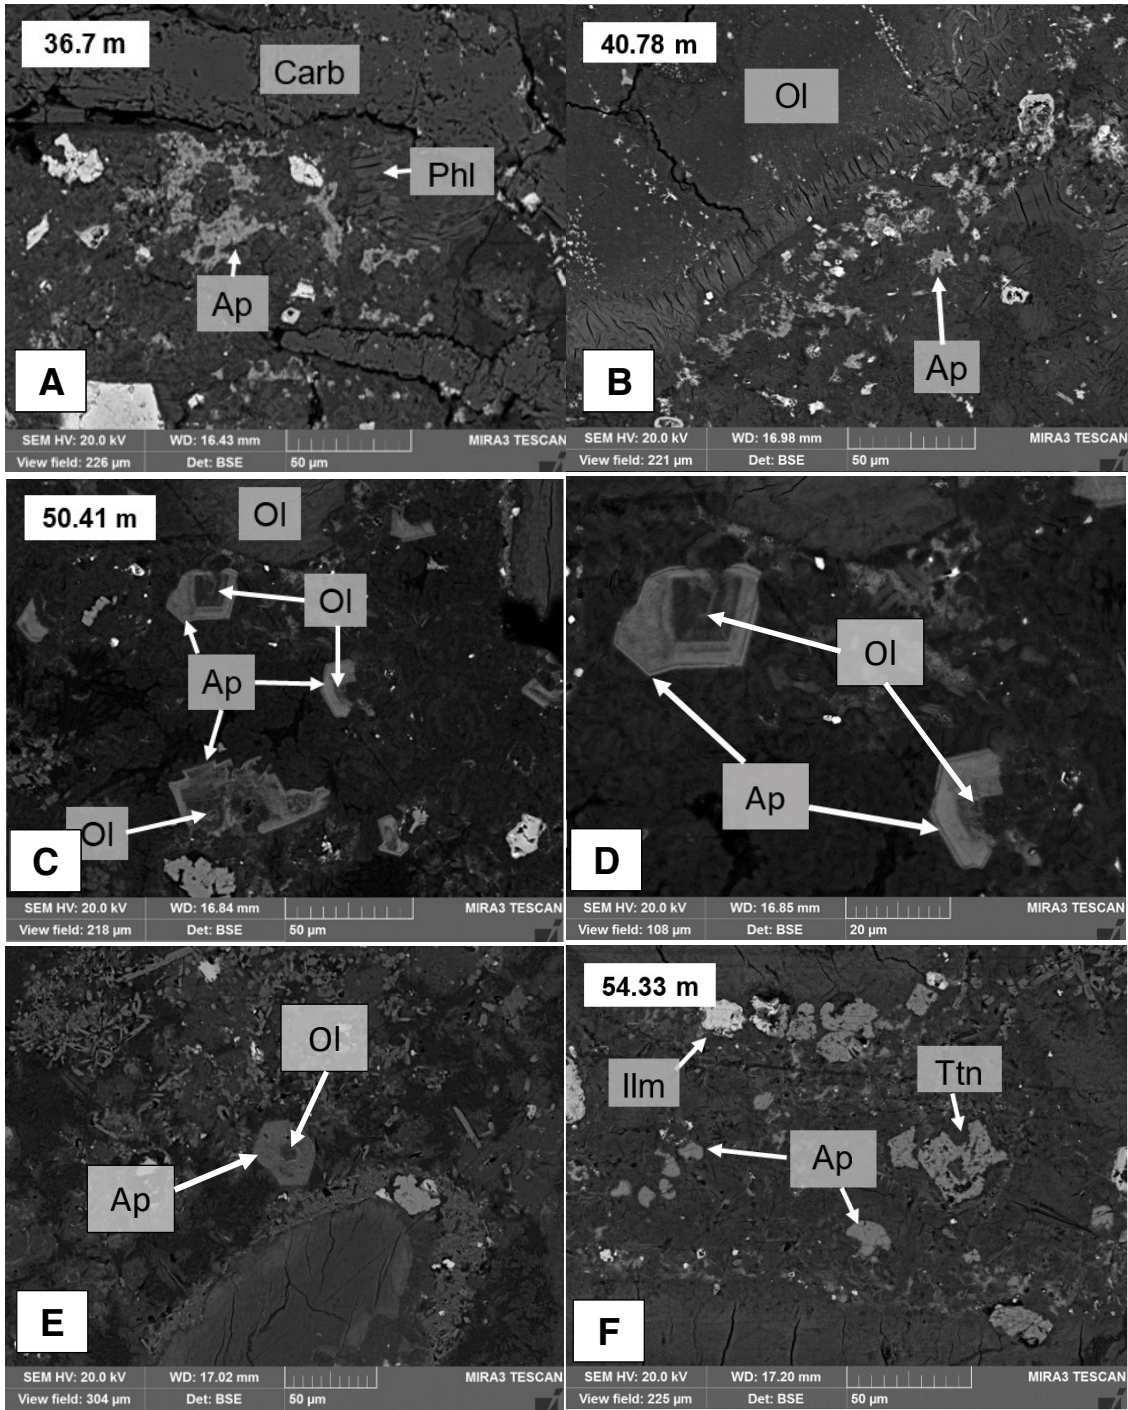 36.7 m
Carb
Phl
Ap
A
SEM HV: 20.0 kV WD: 16.43 mm MIRA3 TESCAN
View field: 226 µm Det: BSE 50 µm
40.78 m
Ol
Ap
B
SEM HV: 20.0 kV WD: 16.98 mm MIRA3 TESCAN
View field: 221 µm Det: BSE 50 µm
50.41 m
Ol
Ol
Ap
Ol
C
SEM HV: 20.0 kV WD: 16.84 mm MIRA3 TESCAN
View field: 218 µm Det: BSE 50 µm
Ol
Ap
D
SEM HV: 20.0 kV WD: 16.85 mm MIRA3 TESCAN
View field: 108 µm Det: BSE 20 µm
Ol
Ap
E
SEM HV: 20.0 kV WD: 17.02 mm MIRA3 TESCAN
View field: 304 µm Det: BSE 50 µm
54.33 m
Ilm
Ttn
Ap
F
SEM HV: 20.0 kV WD: 17.20 mm MIRA3 TESCAN
View field: 225 µm Det: BSE 50 µm